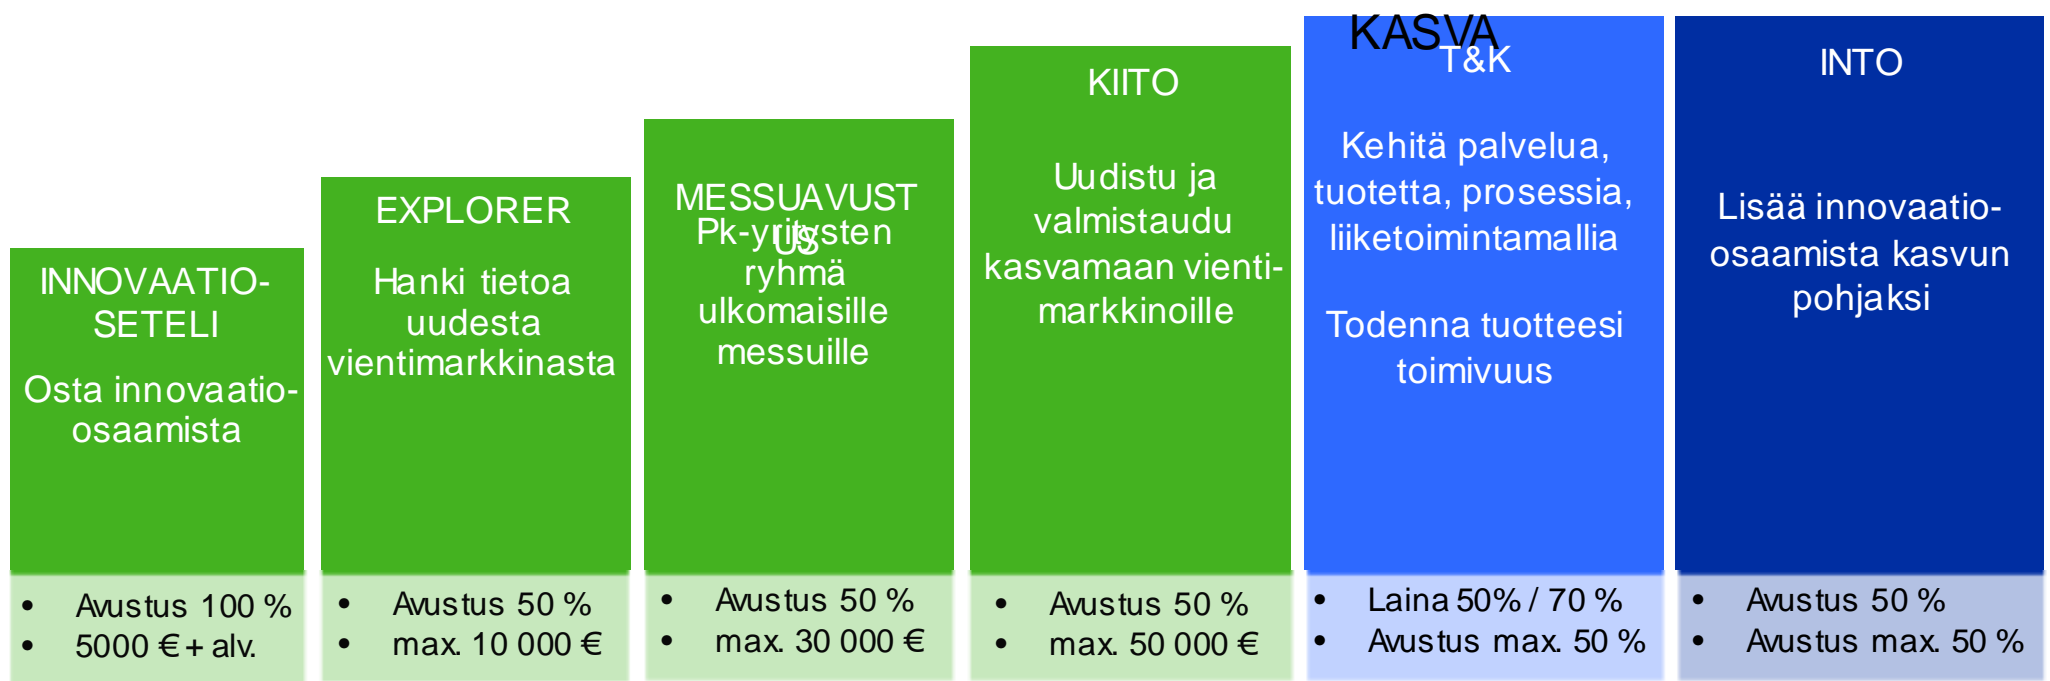 INNOVAATIO-
SETELI
Osta innovaatio-
osaamista
• Avustus 100 %
• 5000 € + alv.
EXPLORER
Hanki tietoa
uudesta
vientimarkkinasta
• Avustus 50 %
• max. 10 000 €
MESSUAVUST
US
Pk-yritysten
ryhmä
ulkomaisille
messuille
• Avustus 50 %
• max. 30 000 €
KIITO
Uudistu ja
valmistaudu
kasvamaan vienti-
markkinoille
• Avustus 50 %
• max. 50 000 €
KASVA
T&K
Kehitä palvelua,
tuotetta, prosessia,
liiketoimintamallia
Todenna tuotteesi
toimivuus
• Laina 50% / 70 %
• Avustus max. 50 %
INTO
Lisää innovaatio-
osaamista kasvun
pohjaksi
• Avustus 50 %
• Avustus max. 50 %